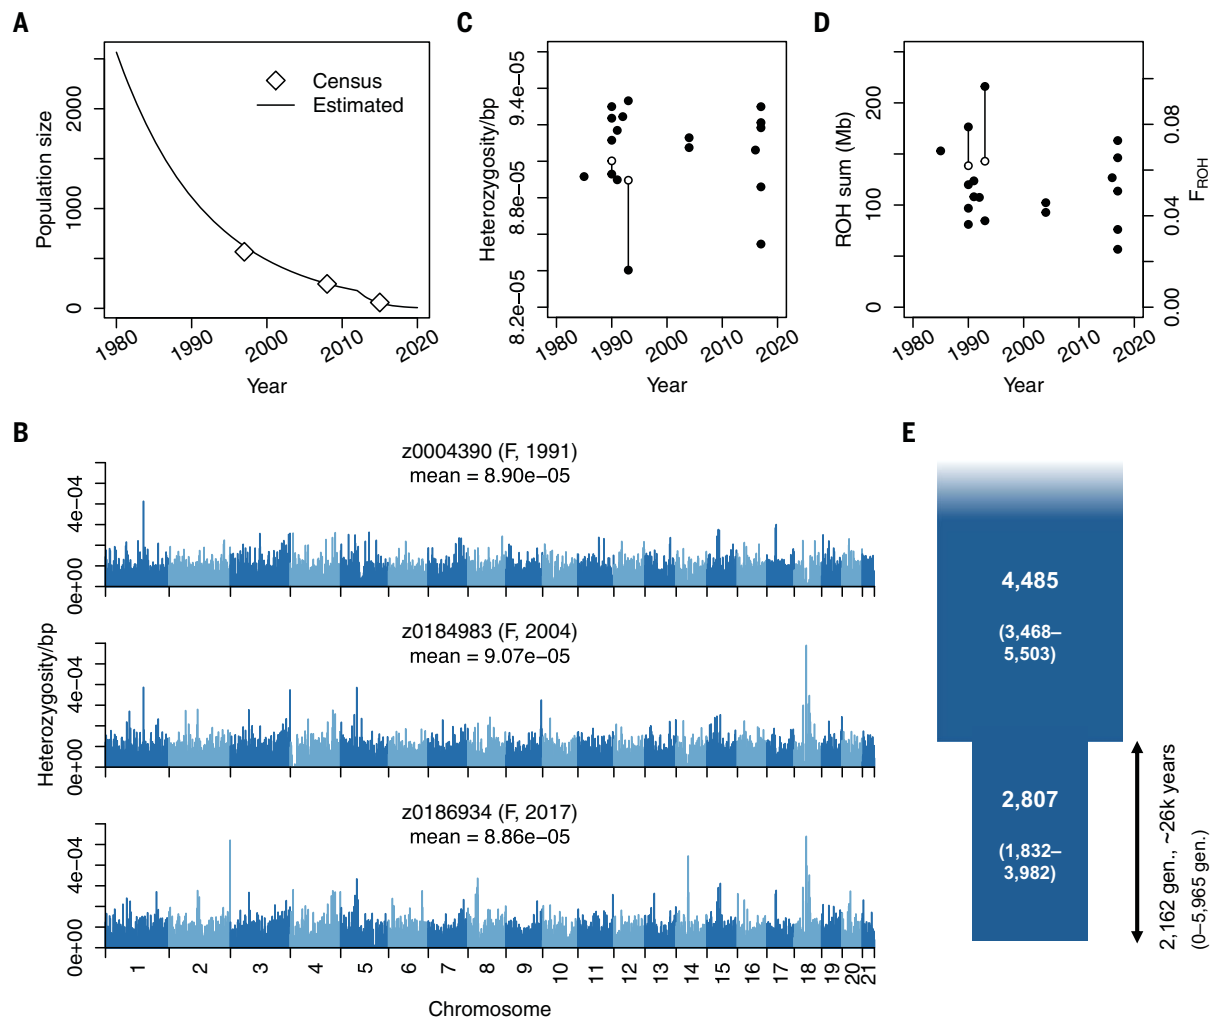 A
Population size
0
1000
2000
Census
Estimated
1980
1990
2000
2010
2020
Year
C
Heterozygosity/bp
8.2e−05
8.8e−05
9.4e−05
1980
1990
2000
2010
2020
Year
D
ROH sum (Mb)
0
100
200
0.00
0.04
0.08
FROH
1980
1990
2000
2010
2020
Year
B
Heterozygosity/bp
z0004390 (F, 1991)
mean = 8.90e−05
0e+00
4e−04
z0184983 (F, 2004)
mean = 9.07e−05
0e+00
4e−04
z0186934 (F, 2017)
mean = 8.86e−05
0e+00
4e−04
1
2
3
4
5
6
7
8
9
10
11
12
13
14
15
16
17
18
19
20
21
Chromosome
E
4,485
(3,468–
5,503)
2,807
(1,832–
3,982)
2,162 gen., ~26k years
(0–5,965 gen.)